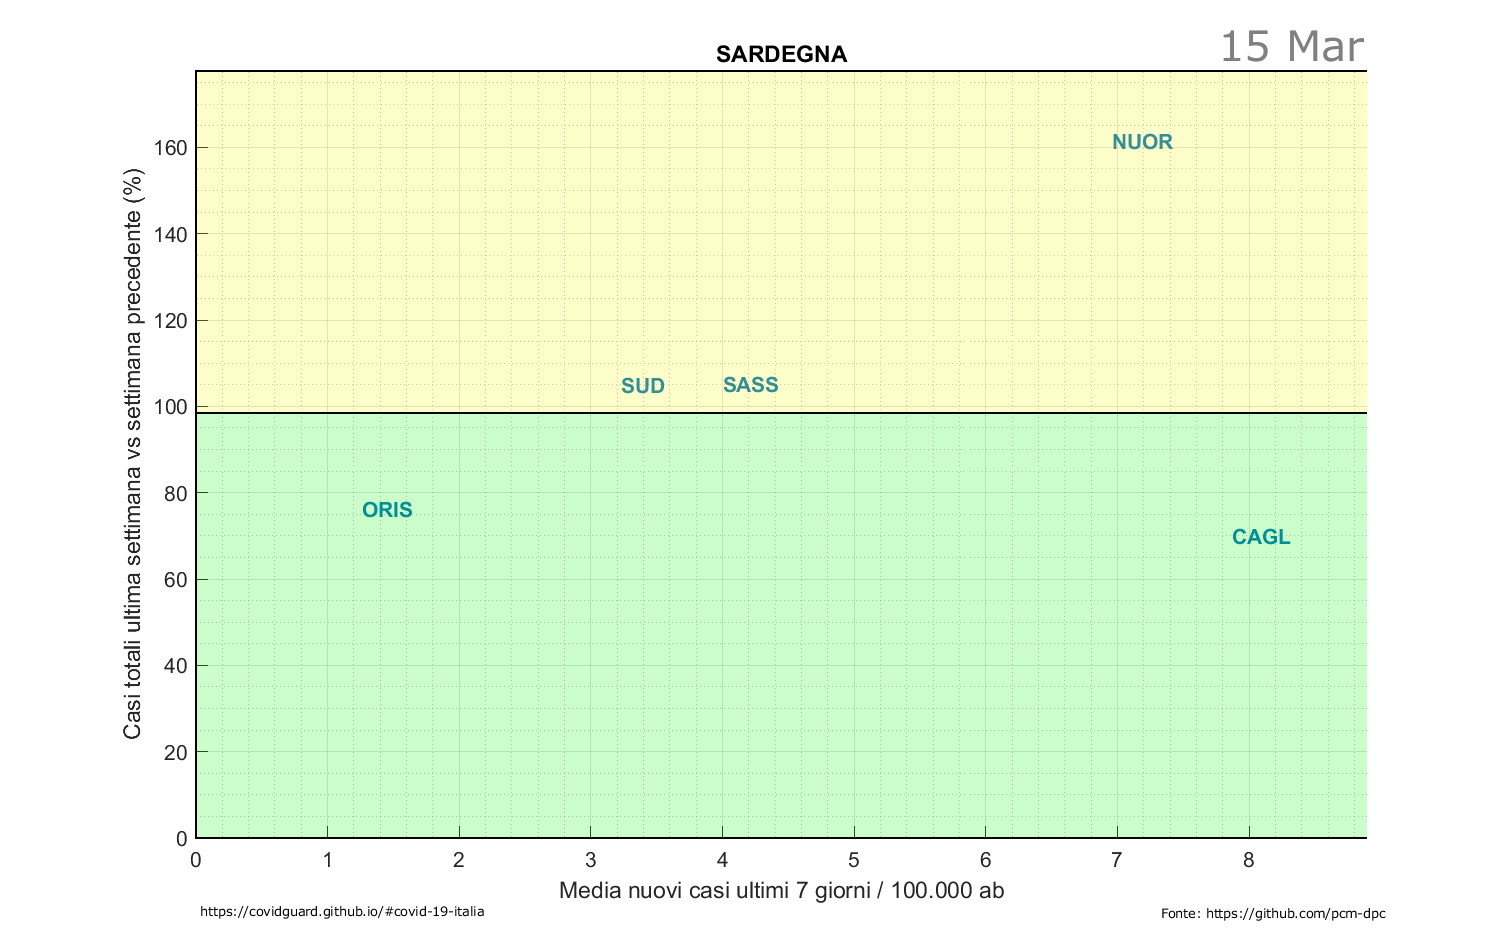 15 Mar
SARDEGNA
Casi totali ultima settimana vs settimana precedente (%)
160
140
120
100
80
60
40
20
0
NUOR
SUD
SASS
ORIS
CAGL
0 1 2 3 4 5 6 7 8
Media nuovi casi ultimi 7 giorni / 100.000 ab
https://covidguard.github.io/#covid-19-italia
Fonte: https://github.com/pcm-dpc